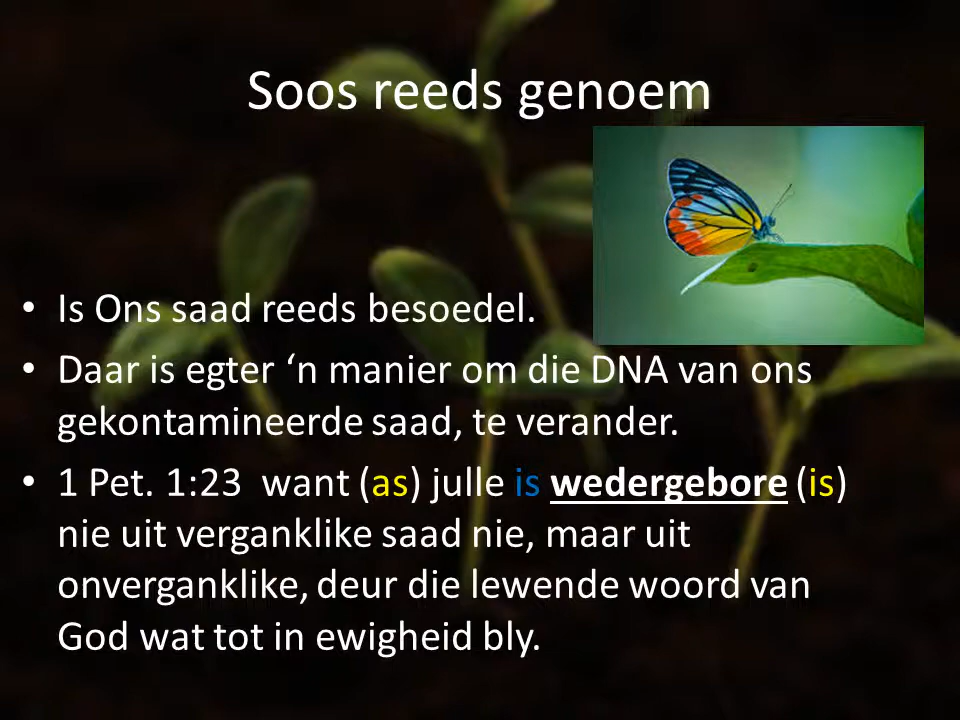 Soos reeds genoem
• Is Ons saad reeds besoedel.
• Daar is egter ‘n manier om die DNA van ons
gekontamineerde saad, te verander.
• 1 Pet. 1:23 want (as) julle is wedergebore (is)
nie uit verganklike saad nie, maar uit
onverganklike, deur die lewende woord van
God wat tot in ewigheid bly.